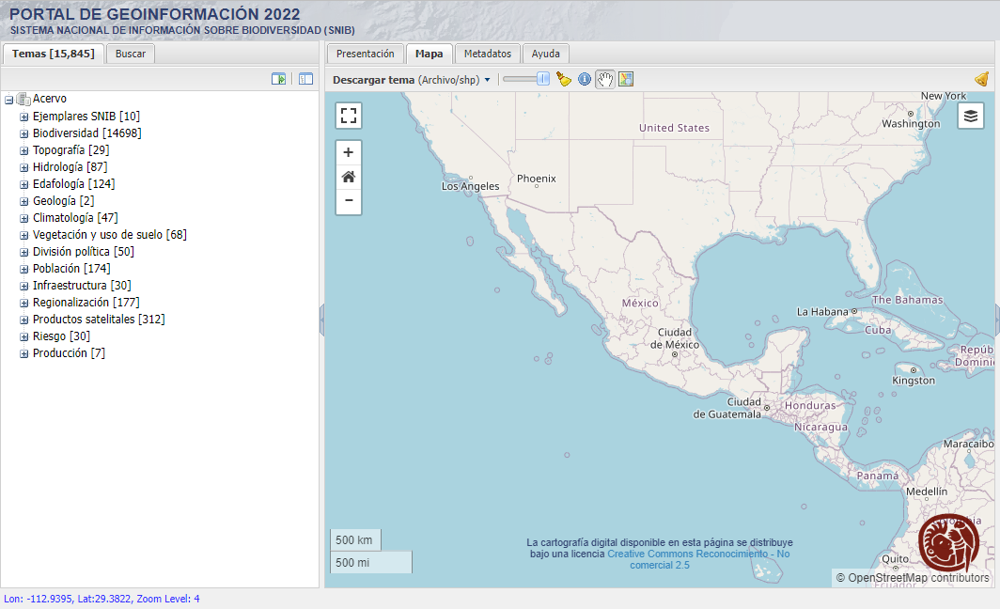 PORTAL DE GEOINFORMACIÓN 2022
SISTEMA NACIONAL DE INFORMACIÓN SOBRE BIODIVERSIDAD (SNIB)
Temas [15,845]
Buscar
Acervo
Ejemplares SNIB [10]
Biodiversidad [14698]
Topografía [29]
Hidrología [87]
Edafología [124]
Geología [2]
Climatología [47]
Vegetación y uso de suelo [68]
División política [50]
Población [174]
Infraestructura [30]
Regionalización [177]
Productos satelitales [312]
Riesgo [30]
Producción [7]
Presentación
Mapa
Metadatos
Ayuda
Descargar tema (Archivo/shp)
+
−
New York
Washington
United States
Phoenix
Los Angeles
México
Ciudad
de México
The Bahamas
La Habana
Cuba
Repúb
Dominic
Kingston
Ciudad
de Guatemala
Honduras
Nicaragua
Maracaibo
Panamá
Medellín
Quito
Ecuador
500 km
500 mi
La cartografía digital disponible en esta página se distribuye
bajo una licencia Creative Commons Reconocimiento - No
comercial 2.5
© OpenStreetMap contributors
Lon: -112.9395, Lat:29.3822, Zoom Level: 4